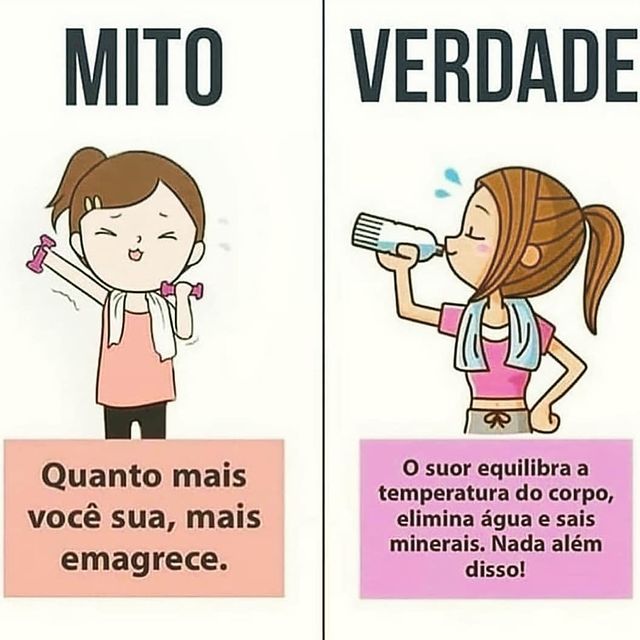 MITO
VERDADE
Quanto mais
você sua, mais
emagrece.
O suor equilibra a
temperatura do corpo,
elimina água e sais
minerais. Nada além
disso!